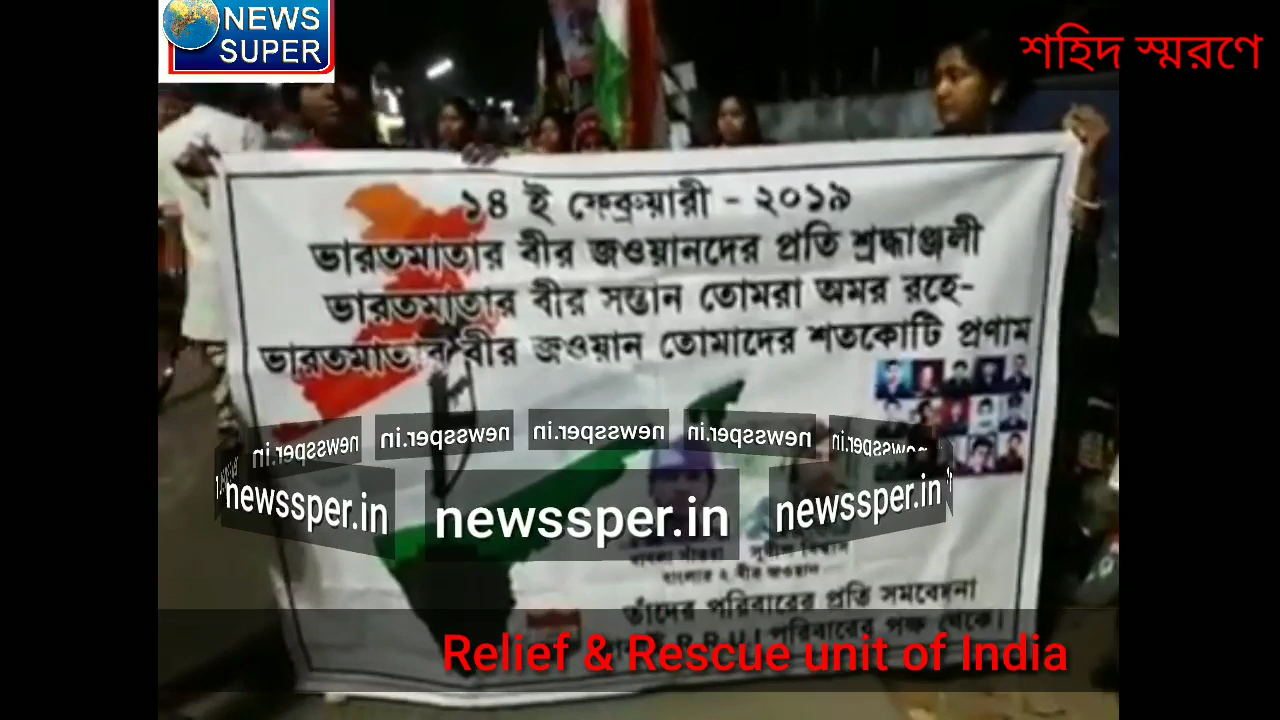 NEWS
SUPER
শহিদ স্মরণে
১৪ ই ফেব্রুয়ারী - ২০১৯
ভারতমাতার বীর জওয়ানদের প্রতি শ্রদ্ধাঞ্জলী
ভারতমাতার বীর সন্তান তোমরা অমর রহে-
ভারতমাতার বীর জওয়ান তোমাদের শতকোটি প্রণাম
newssper.in newssper.in newssper.in newssper.in newssper.in
newssper.in newssper.in newssper.in
বাংলার ২ বীর জওয়ান
তাঁদের পরিবারের প্রতি সমবেদনা
পরিবারের পক্ষ থেকে।
Relief & Rescue unit of India